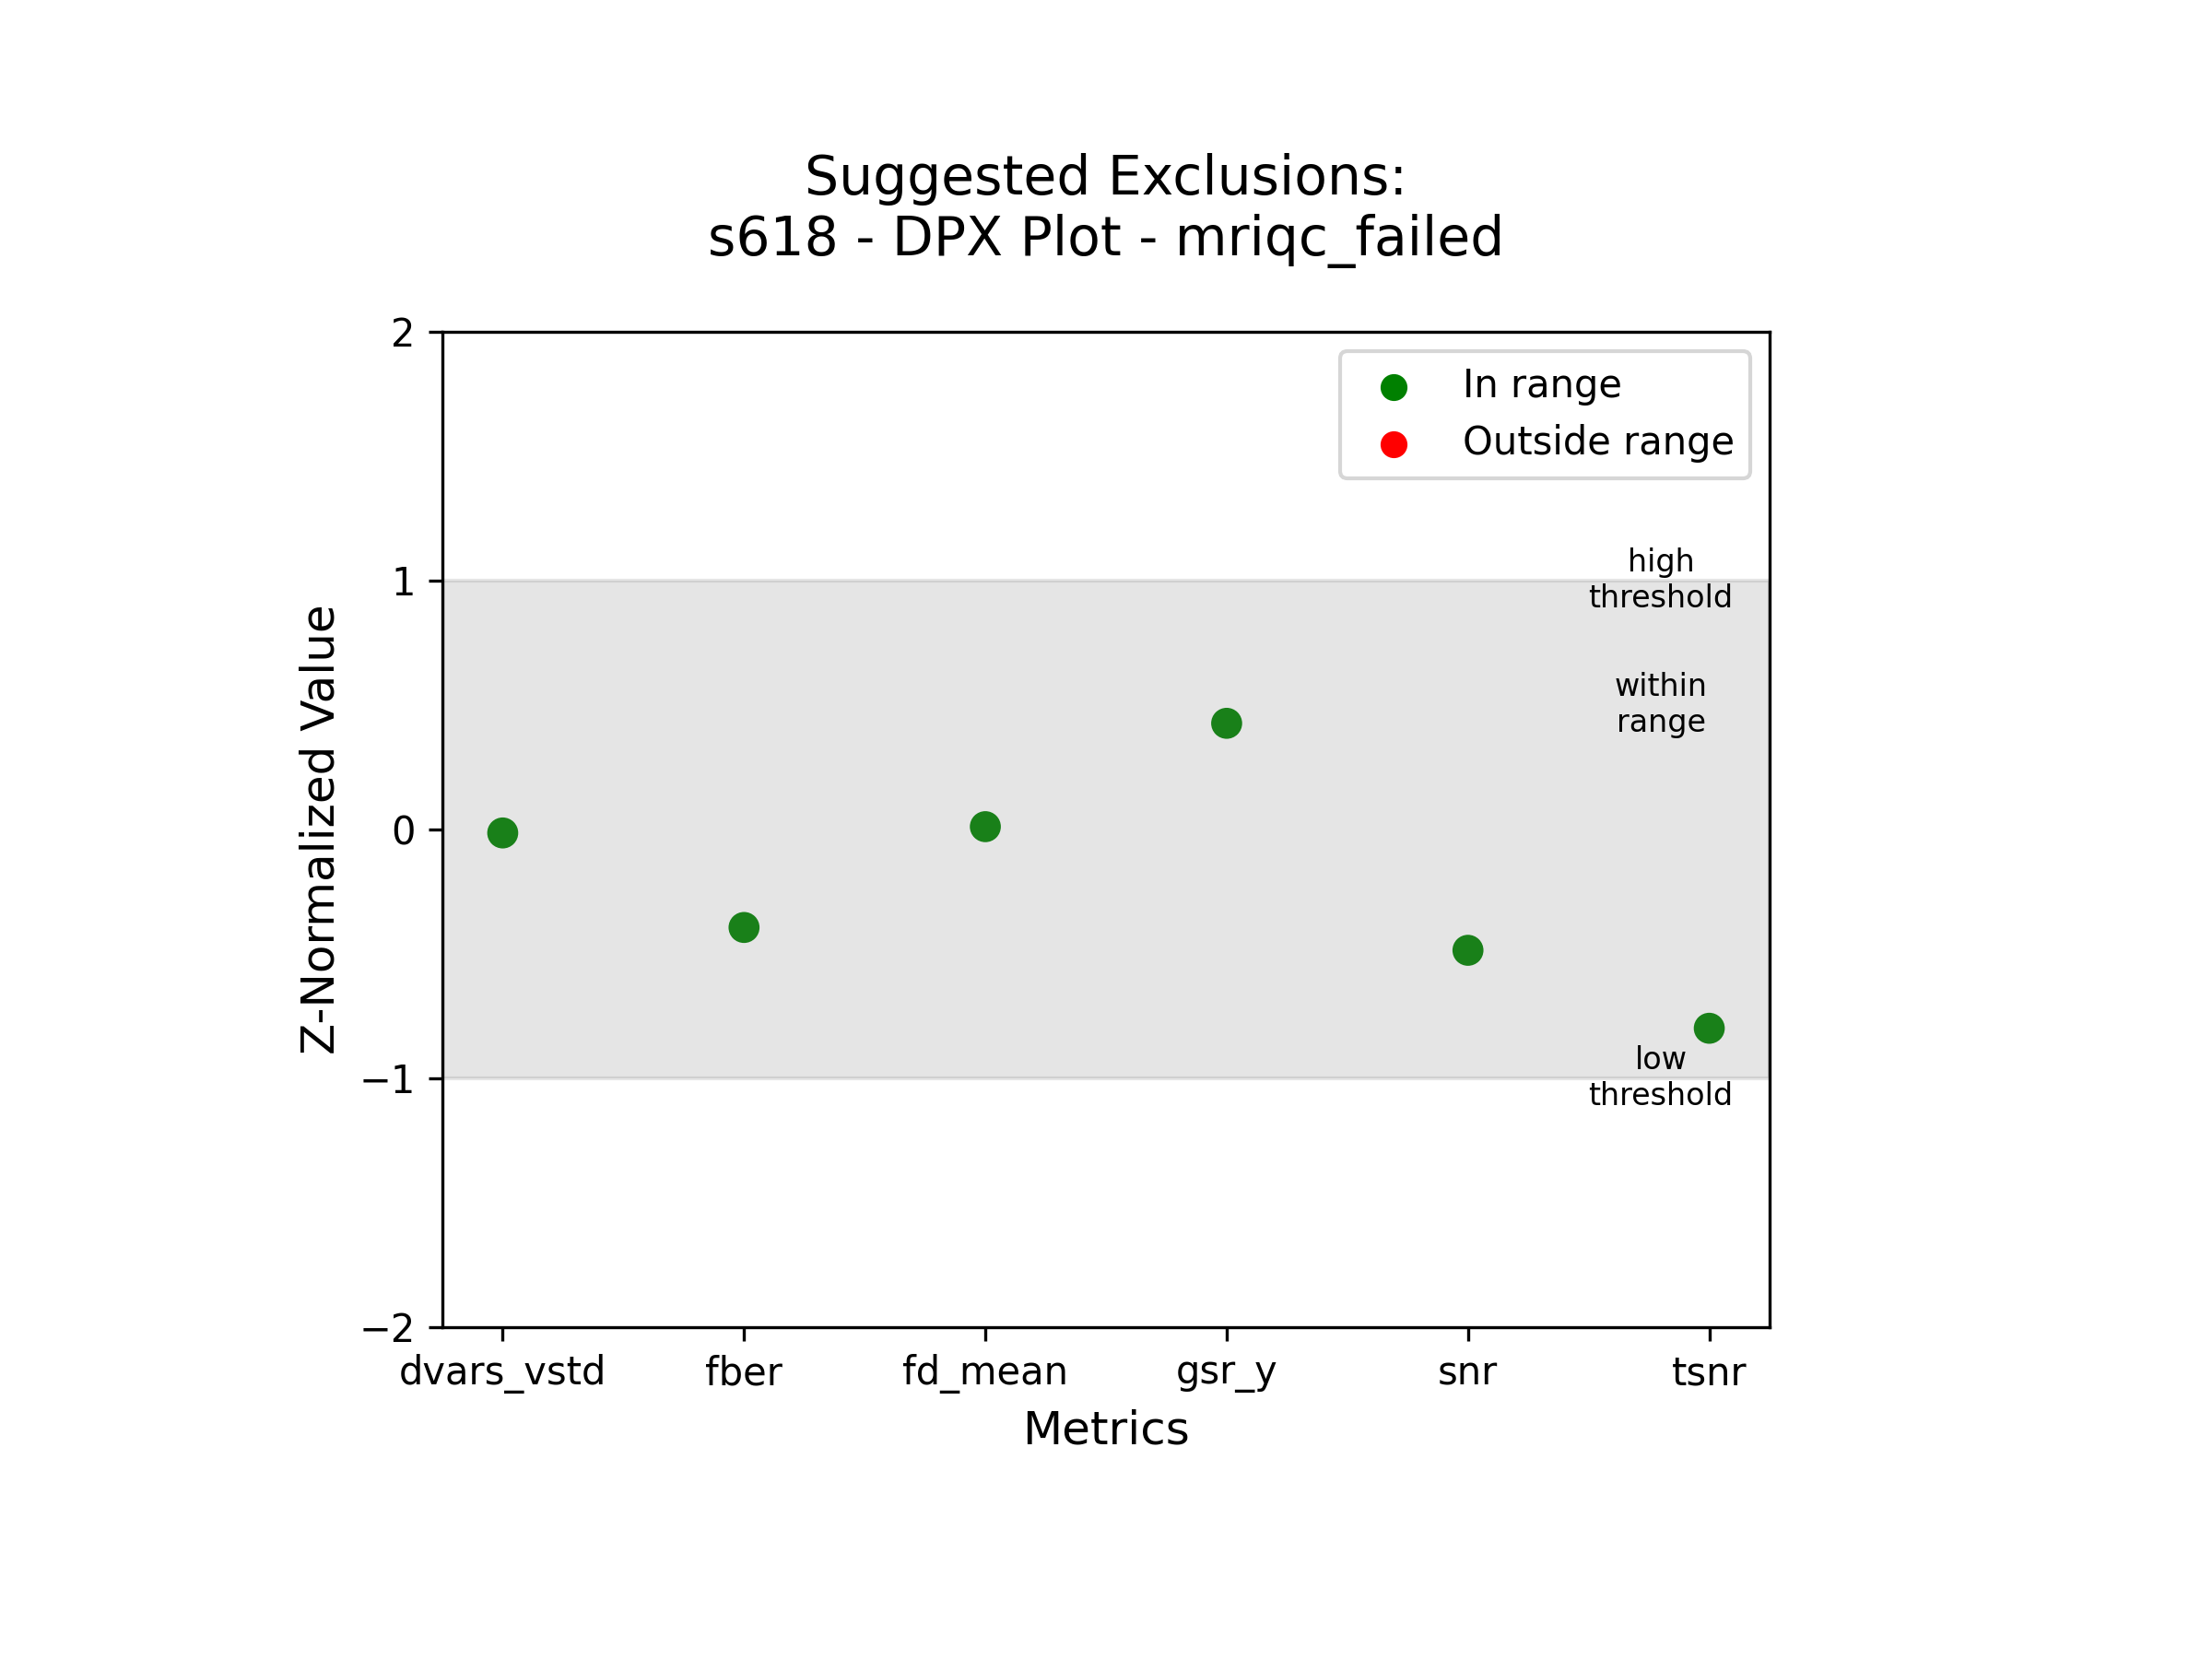 Suggested Exclusions:
s618 - DPX Plot - mriqc_failed
2
1
0
−1
−2
Z-Normalized Value
In range
Outside range
high
threshold
within
range
low
threshold
dvars_vstd fber fd_mean gsr_y snr tsnr
Metrics